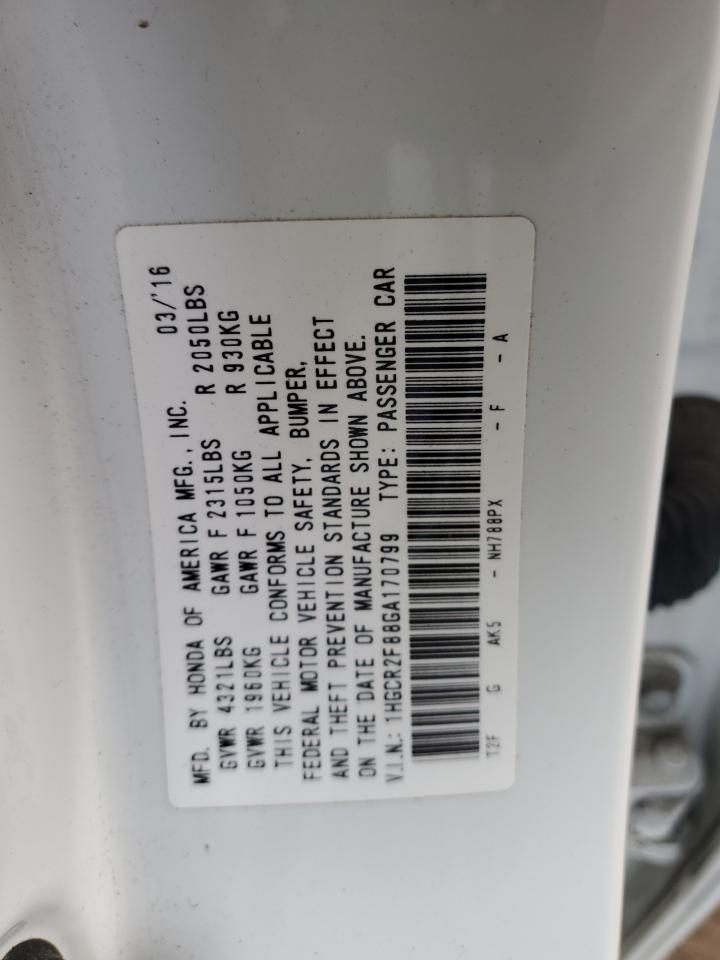 MFD. BY HONDA OF AMERICA MFG., INC. 03/'16
GVWR 4321LBS GAWR F 2315LBS R 2050LBS
GVWR 1960KG GAWR F 1050KG R 930KG
THIS VEHICLE CONFORMS TO ALL APPLICABLE
FEDERAL MOTOR VEHICLE SAFETY, BUMPER,
AND THEFT PREVENTION STANDARDS IN EFFECT
ON THE DATE OF MANUFACTURE SHOWN ABOVE.
V.I.N.: 1HGCR2F88GA170799 TYPE: PASSENGER CAR
T2F G AK5 - NH788PX - F - A